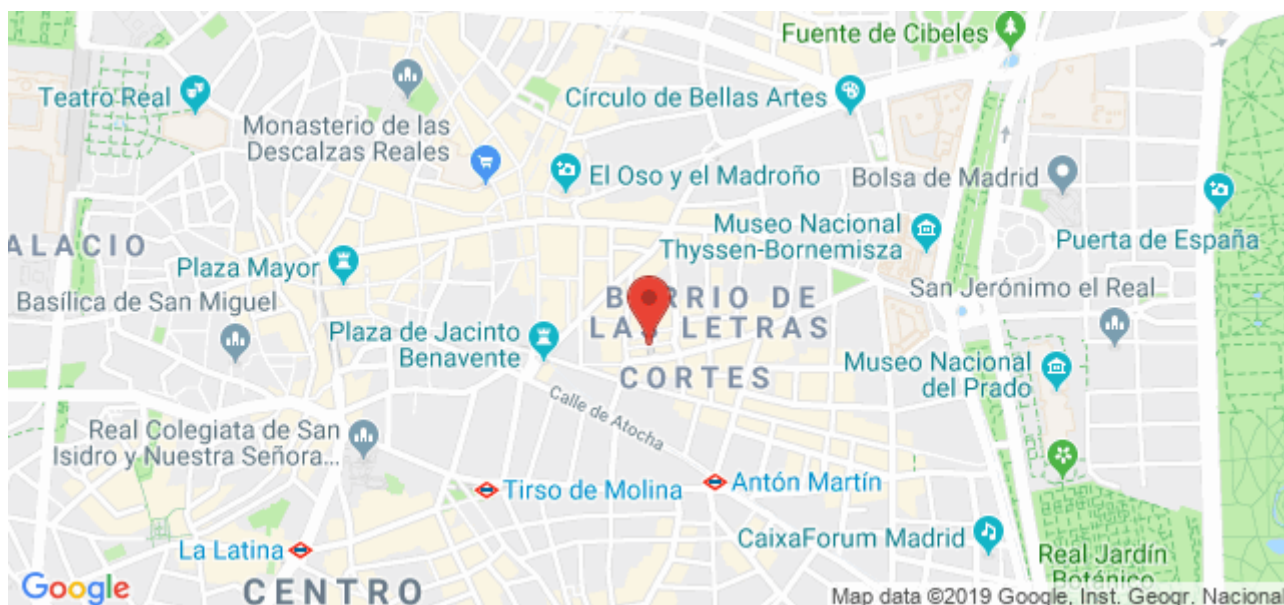 Fuente de Cibeles
Teatro Real
Círculo de Bellas Artes
Monasterio de las
Descalzas Reales
El Oso y el Madroño
Bolsa de Madrid
Museo Nacional
Thyssen-Bornemisza
Puerta de España
ALACIO
Plaza Mayor
Basílica de San Miguel
BARRIO DE
LAS LETRAS
San Jerónimo el Real
Plaza de Jacinto
Benavente
CORTES
Museo Nacional
del Prado
Calle de Atocha
Real Colegiata de San
Isidro y Nuestra Señora...
Tirso de Molina
Antón Martín
La Latina
CaixaForum Madrid
Real Jardín
Botánico
CENTRO
Google
Map data ©2019 Google, Inst. Geogr. Naciona